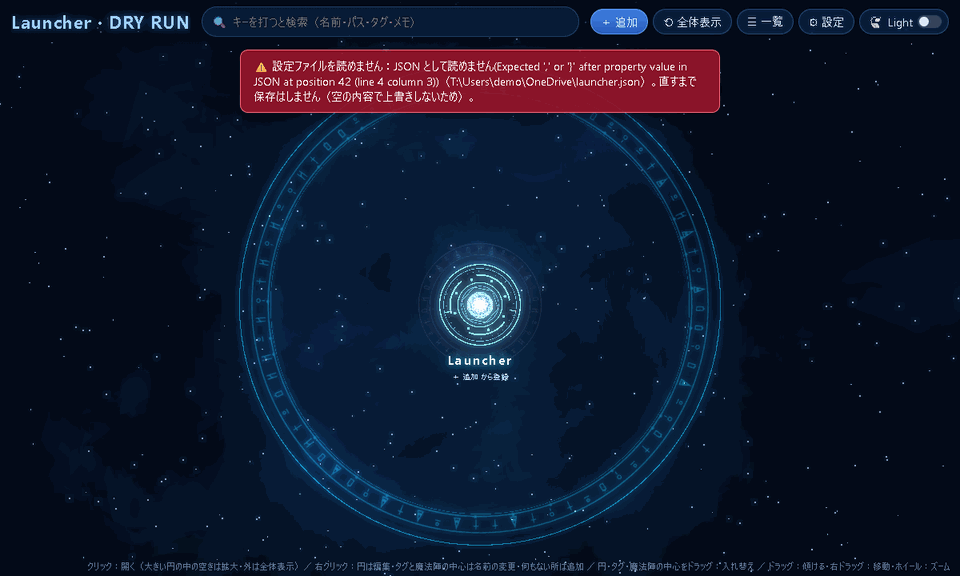 Launcher · DRY RUN
キーを打つと検索（名前・パス・タグ・メモ）
＋ 追加
⟲ 全体表示
☰ 一覧
⚙ 設定
Light
⚠ 設定ファイルを読めません：JSON として読めません(Expected ',' or '}' after property value in
JSON at position 42 (line 4 column 3))（T:\Users\demo\OneDrive\launcher.json）。直すまで
保存はしません（空の内容で上書きしないため）。
Launcher
＋ 追加 から登録
クリック：開く（大きい円の中の空きは拡大・外は全体表示）／ 右クリック：円は編集・タグと魔法陣の中心は名前の変更・何もない所は追加 ／ 円・タグ・魔法陣の中心をドラッグ：入れ替え ／ ドラッグ：傾ける・右ドラッグ：移動・ホイール：ズーム